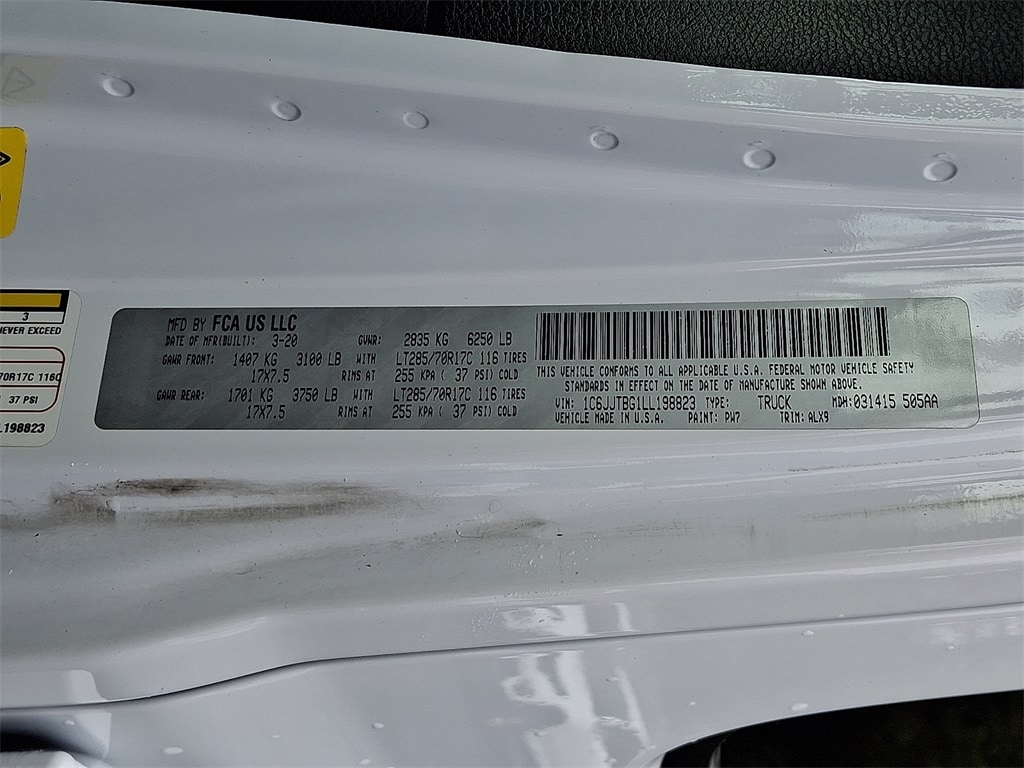 3
NEVER EXCEED
70R17C 116C
37 PSI
L198823
MFD BY FCA US LLC
DATE OF MFR(BUILT): 3-20 GVWR: 2835 KG 6250 LB
GAWR FRONT: 1407 KG 3100 LB WITH LT285/70R17C 116 TIRES
17X7.5 RIMS AT 255 KPA ( 37 PSI) COLD
GAWR REAR: 1701 KG 3750 LB WITH LT285/70R17C 116 TIRES
17X7.5 RIMS AT 255 KPA ( 37 PSI) COLD
THIS VEHICLE CONFORMS TO ALL APPLICABLE U.S.A. FEDERAL MOTOR VEHICLE SAFETY
STANDARDS IN EFFECT ON THE DATE OF MANUFACTURE SHOWN ABOVE.
VIN: 1C6JJTBG1LL198823 TYPE: TRUCK MDH: 031415 505AA
VEHICLE MADE IN U.S.A. PAINT: PW7 TRIM: ALX9